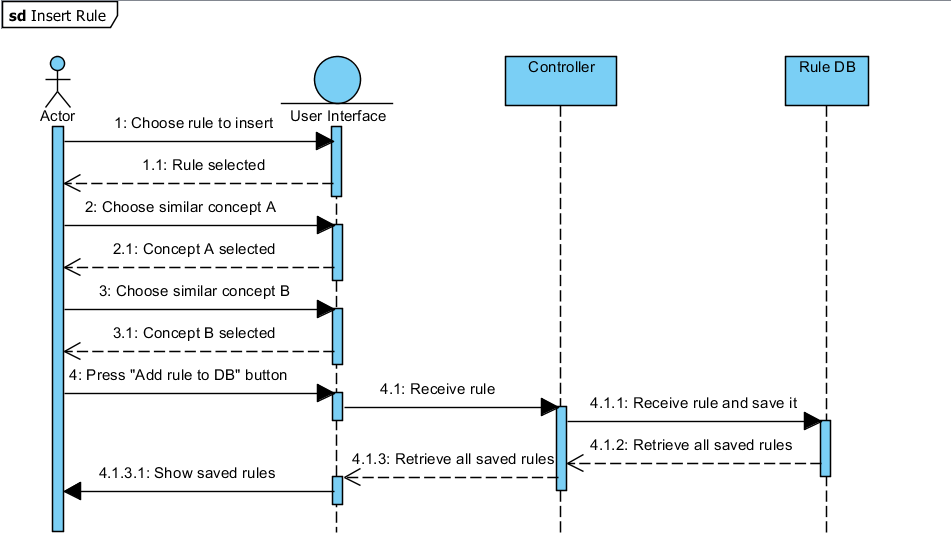 sd Insert Rule
Actor
User Interface
Controller
Rule DB
1: Choose rule to insert
1.1: Rule selected
2: Choose similar concept A
2.1: Concept A selected
3: Choose similar concept B
3.1: Concept B selected
4: Press "Add rule to DB" button
4.1: Receive rule
4.1.1: Receive rule and save it
4.1.2: Retrieve all saved rules
4.1.3: Retrieve all saved rules
4.1.3.1: Show saved rules